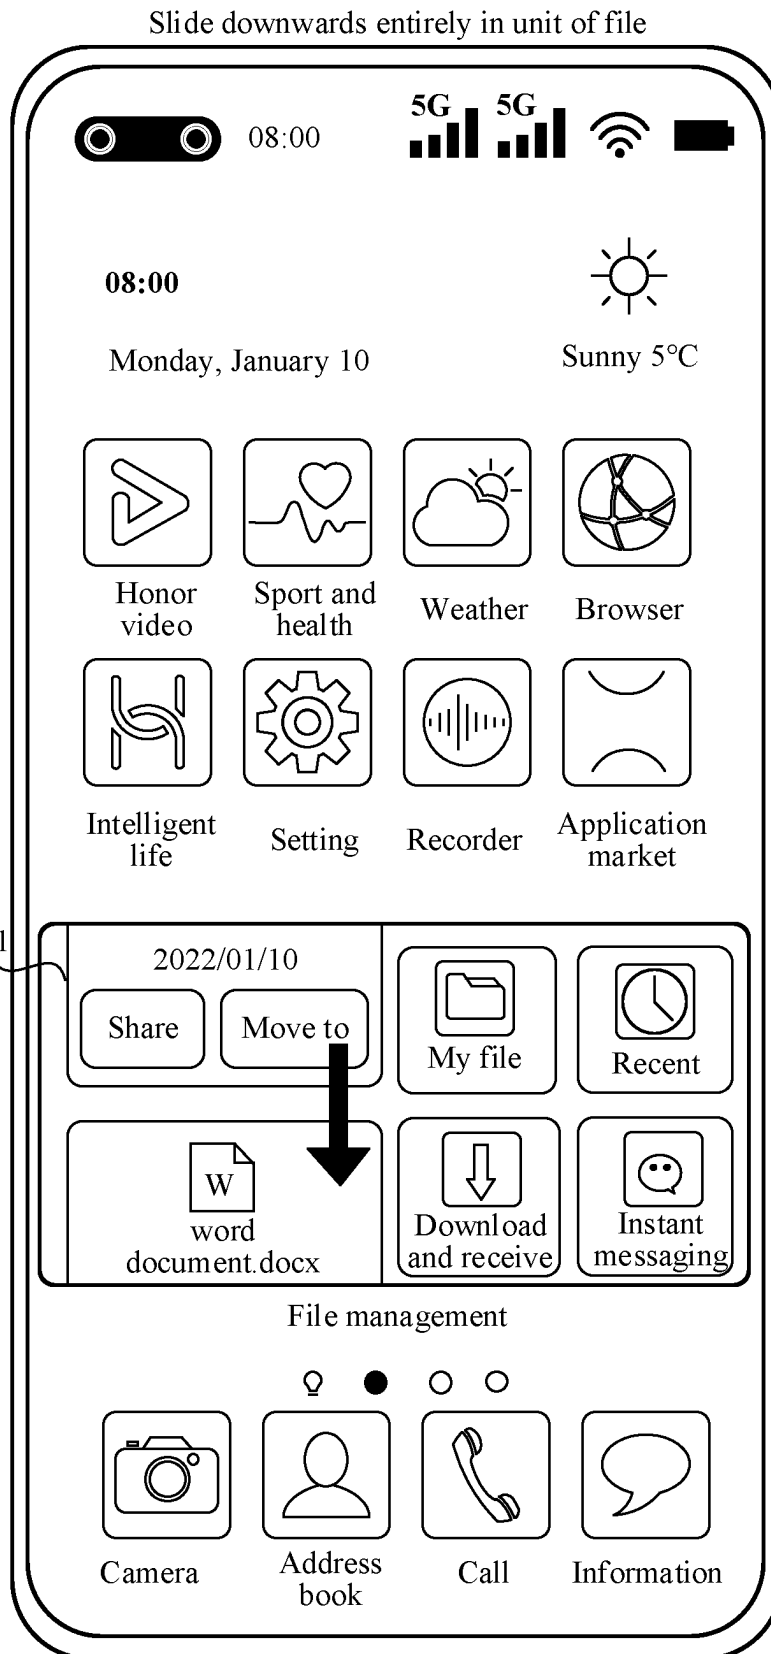 Slide downwards entirely in unit of file
08:00
5G 5G
08:00
Monday, January 10
Sunny 5°C
Honor
video
Sport and
health
Weather
Browser
Intelligent
life
Setting
Recorder
Application
market
2022/01/10
Share
Move to
My file
Recent
W
word
document.docx
Download
and receive
Instant
messaging
File management
Camera
Address
book
Call
Information